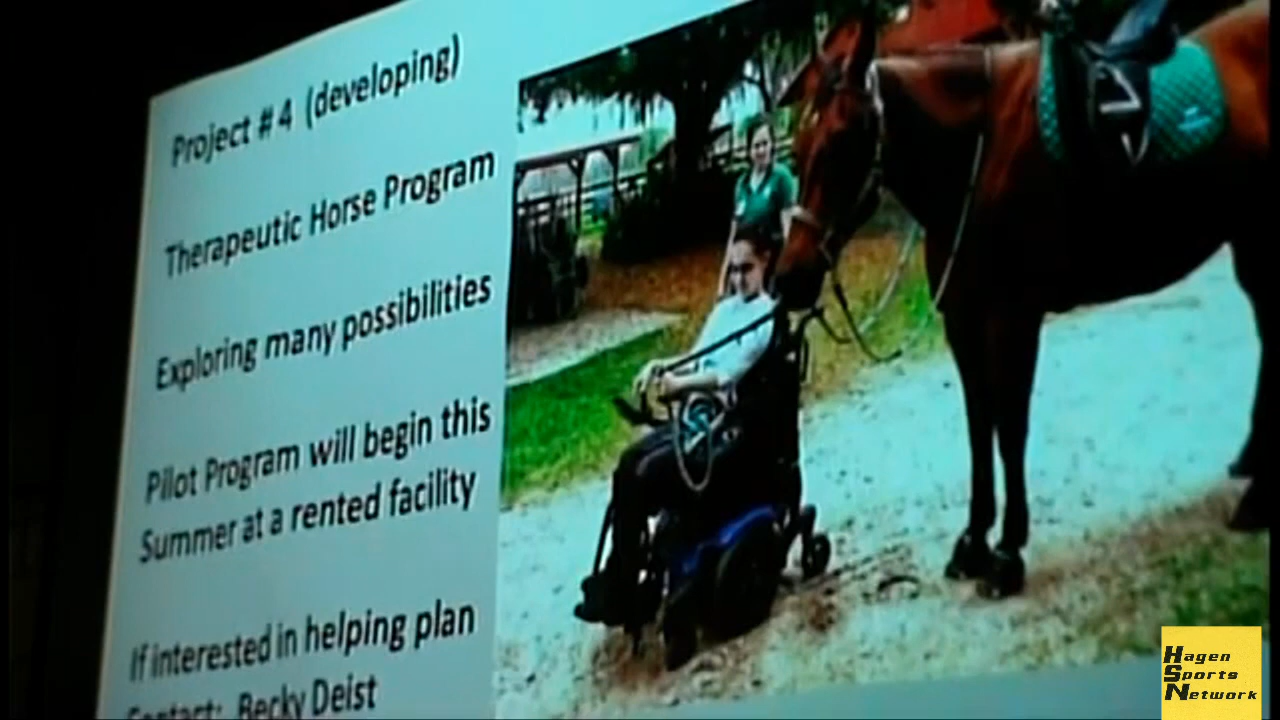 Project # 4 (developing)
Therapeutic Horse Program
Exploring many possibilities
Pilot Program will begin this
Summer at a rented facility
If interested in helping plan
Contact: Becky Deist
Hagen
Sports
Network